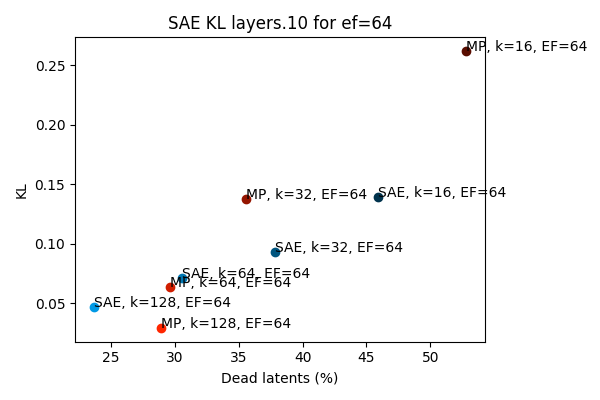 SAE KL layers.10 for ef=64
KL
0.25
0.20
0.15
0.10
0.05
MP, k=16, EF=64
SAE, k=16, EF=64
MP, k=32, EF=64
SAE, k=32, EF=64
SAE, k=64, EF=64
MP, k=64, EF=64
SAE, k=128, EF=64
MP, k=128, EF=64
25 30 35 40 45 50
Dead latents (%)